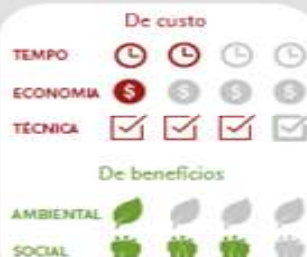 De custo
TEMPO
ECONOMIA $ $ $ $
TÉCNICA
De benefícios
AMBIENTAL
SOCIAL